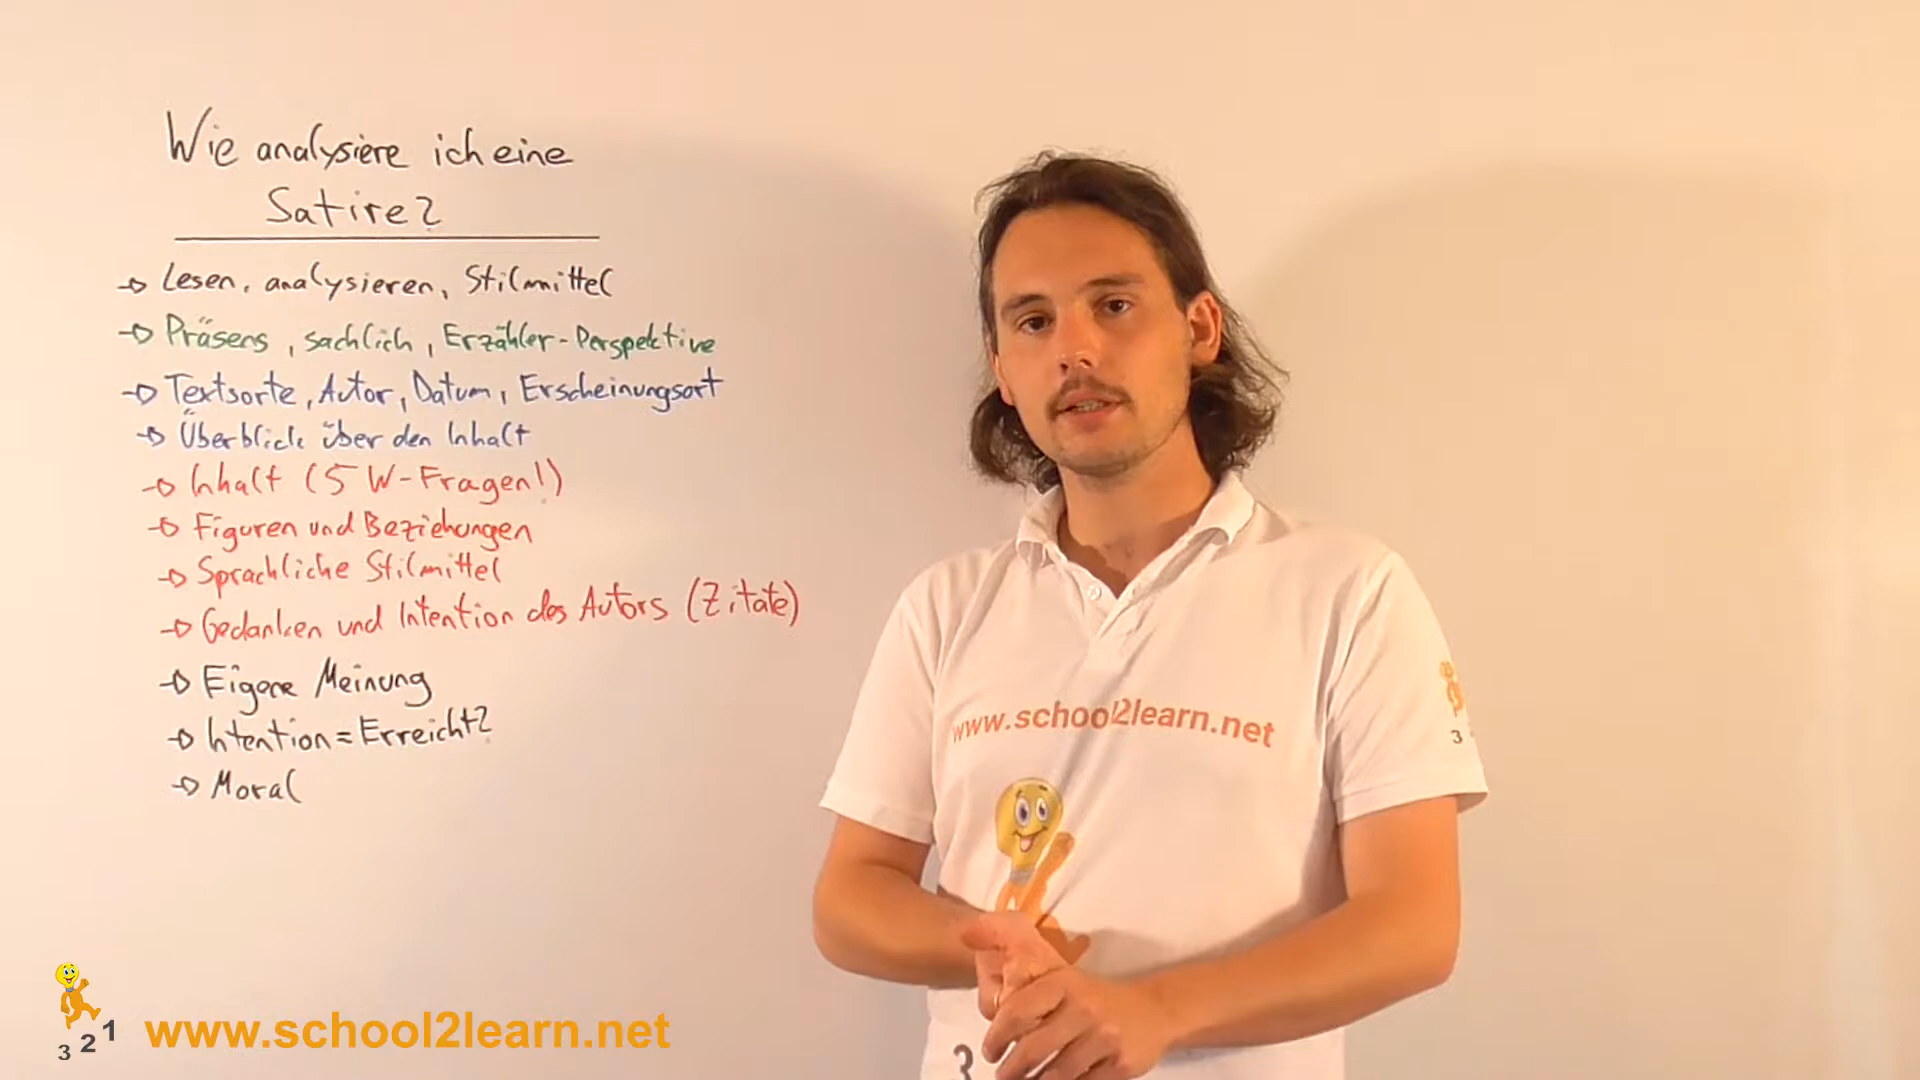 Wie analysiere ich eine
Satire?
→ Lesen, analysieren, Stilmittel
→ Präsens, sachlich, Erzähler-Perspektive
→ Textsorte, Autor, Datum, Erscheinungsort
→ Überblick über den Inhalt
→ Inhalt (5 W-Fragen!)
→ Figuren und Beziehungen
→ Sprachliche Stilmittel
→ Gedanken und Intention des Autors (Zitate)
→ Eigene Meinung
→ Intention = Erreicht?
→ Moral
www.school2learn.net
3
3
3 2 1
www.school2learn.net